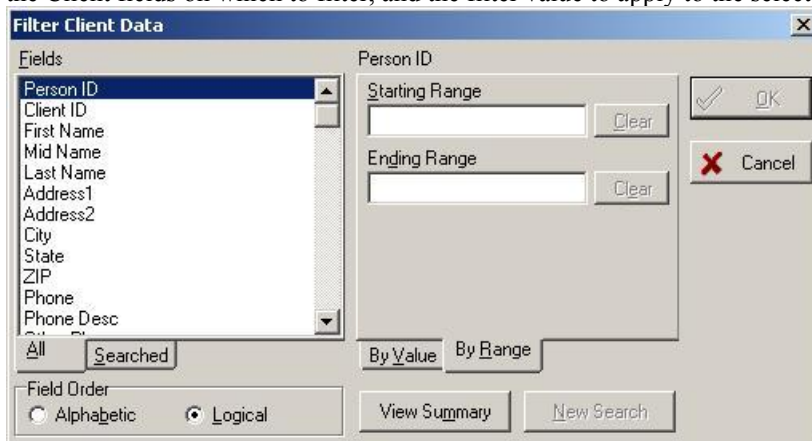 the Client fields on which to filter, and the filter value to apply to the select
Filter Client Data
Fields
Person ID
Client ID
First Name
Mid Name
Last Name
Address1
Address2
City
State
ZIP
Phone
Phone Desc
All
Searched
Field Order
Alphabetic
Logical
Person ID
Starting Range
Clear
Ending Range
Clear
By Value
By Range
View Summary
New Search
OK
Cancel